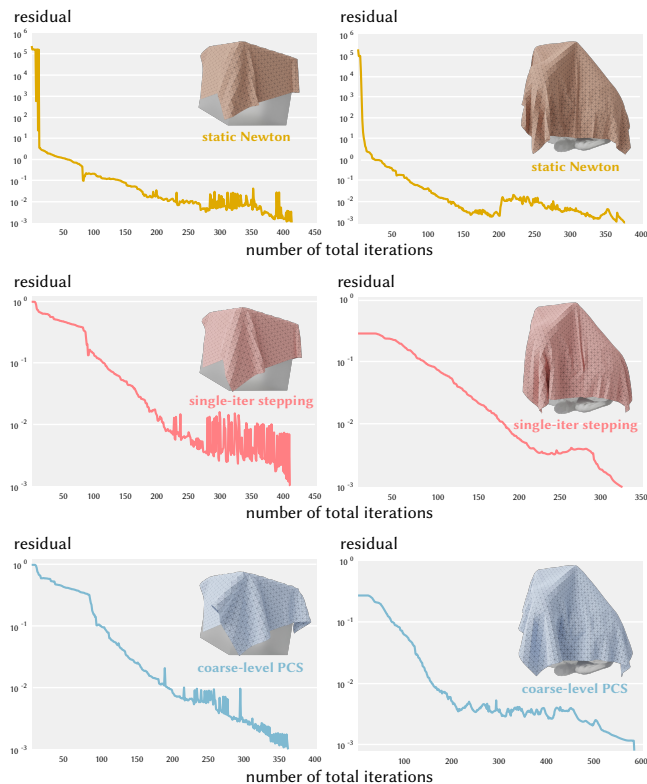 residual
residual
10^6
10^5
10^4
10^3
10^2
10^1
10^0
10^-1
10^-2
10^-3
static Newton
50 100 150 200 250 300 350 400 450
10^6
10^5
10^4
10^3
10^2
10^1
10^0
10^-1
10^-2
10^-3
static Newton
50 100 150 200 250 300 350 400
number of total iterations
residual
residual
10^0
10^-1
10^-2
10^-3
single-iter stepping
50 100 150 200 250 300 350 400 450
10^0
10^-1
10^-2
10^-3
single-iter stepping
50 100 150 200 250 300 350
number of total iterations
residual
residual
10^0
10^-1
10^-2
10^-3
coarse-level PCS
50 100 150 200 250 300 350 400 450
10^0
10^-1
10^-2
10^-3
coarse-level PCS
100 200 300 400 500 600
number of total iterations